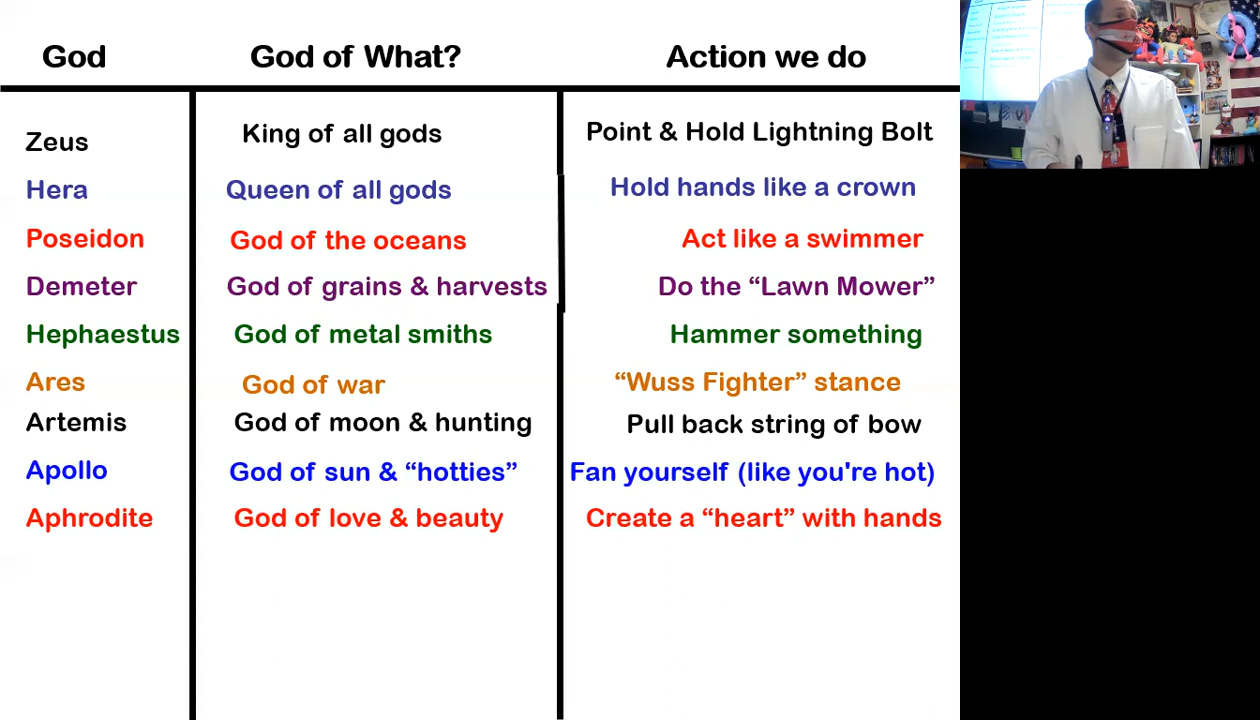 God God of What? Action we do
Zeus King of all gods Point & Hold Lightning Bolt
Hera Queen of all gods Hold hands like a crown
Poseidon God of the oceans Act like a swimmer
Demeter God of grains & harvests Do the “Lawn Mower”
Hephaestus God of metal smiths Hammer something
Ares God of war “Wuss Fighter” stance
Artemis God of moon & hunting Pull back string of bow
Apollo God of sun & “hotties” Fan yourself (like you're hot)
Aphrodite God of love & beauty Create a “heart” with hands